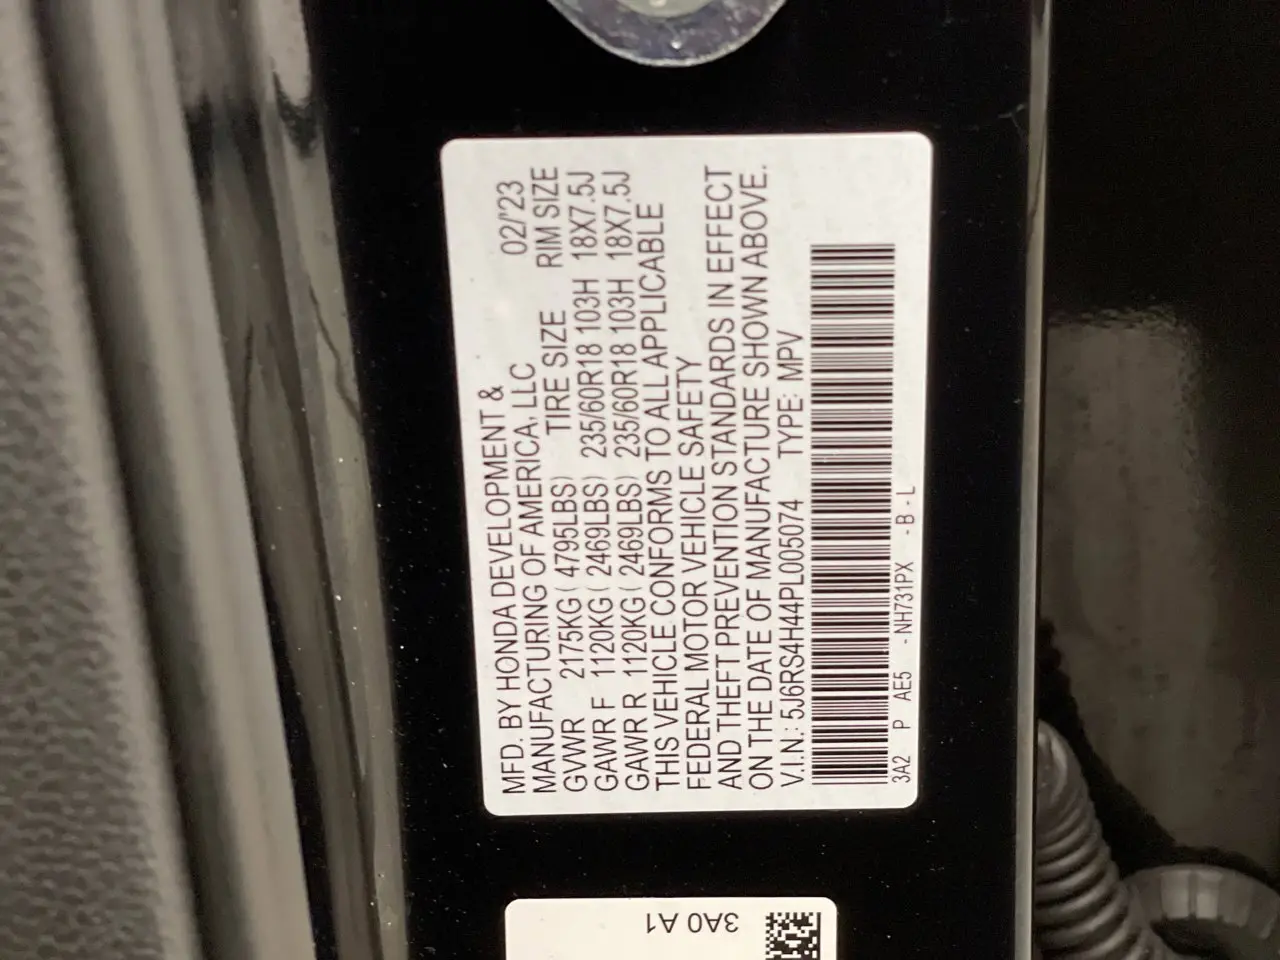 MFD. BY HONDA DEVELOPMENT &
MANUFACTURING OF AMERICA, LLC 02/'23
GVWR 2175KG ( 4795LBS) TIRE SIZE RIM SIZE
GAWR F 1120KG ( 2469LBS) 235/60R18 103H 18X7.5J
GAWR R 1120KG ( 2469LBS) 235/60R18 103H 18X7.5J
THIS VEHICLE CONFORMS TO ALL APPLICABLE
FEDERAL MOTOR VEHICLE SAFETY
AND THEFT PREVENTION STANDARDS IN EFFECT
ON THE DATE OF MANUFACTURE SHOWN ABOVE.
V.I.N.: 5J6RS4H44PL005074 TYPE: MPV
3A2 P AE5 - NH731PX - B - L
3A0 A1